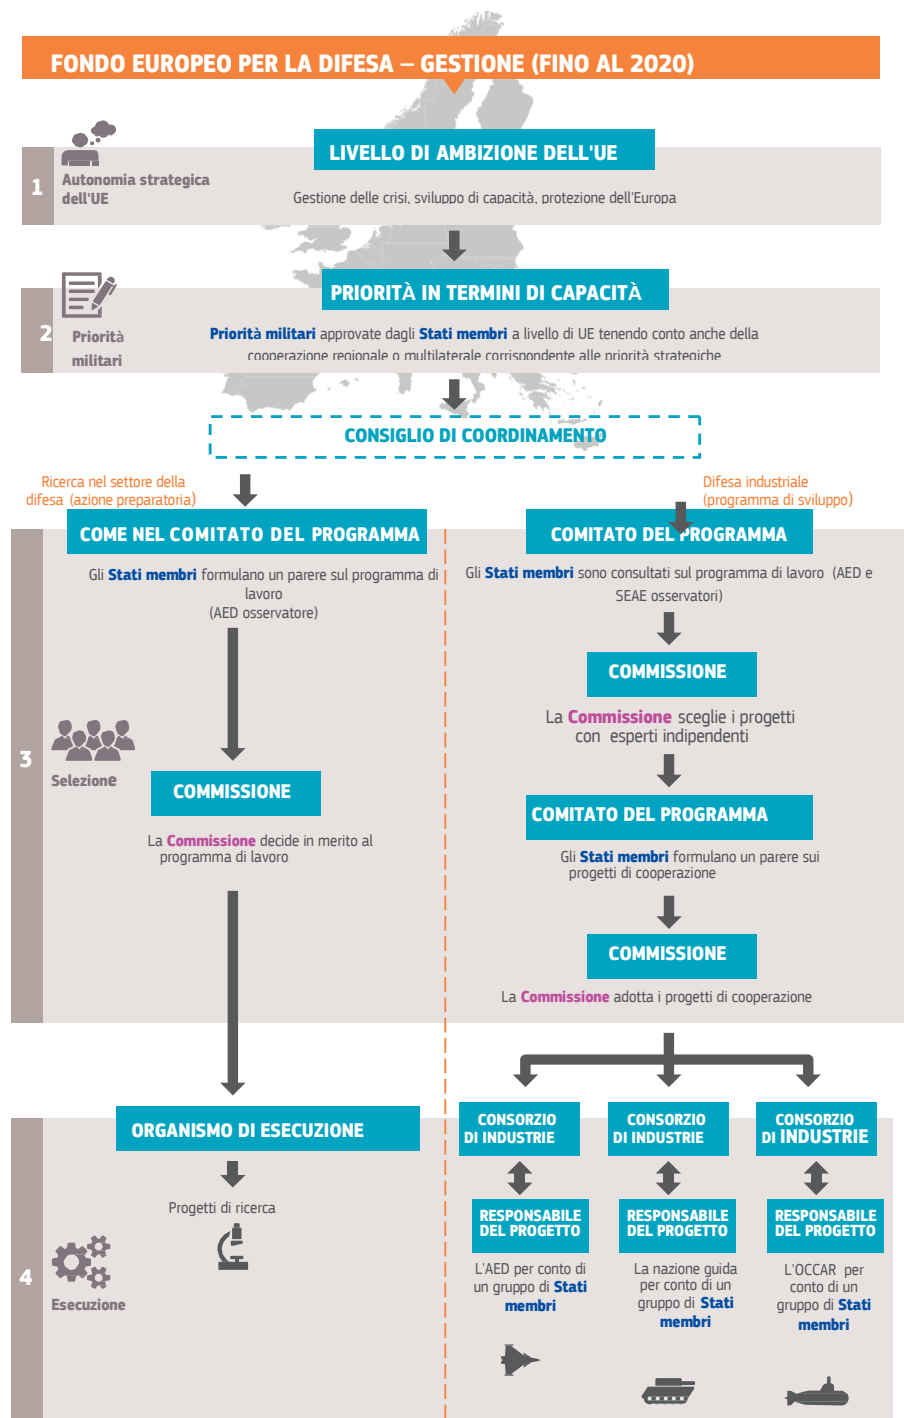 FONDO EUROPEO PER LA DIFESA – GESTIONE (FINO AL 2020)
LIVELLO DI AMBIZIONE DELL'UE
1
Autonomia strategica
dell'UE
Gestione delle crisi, sviluppo di capacità, protezione dell'Europa
PRIORITÀ IN TERMINI DI CAPACITÀ
2
Priorità
militari
Priorità militari approvate dagli Stati membri a livello di UE tenendo conto anche della
cooperazione regionale o multilaterale corrispondente alle priorità strategiche
CONSIGLIO DI COORDINAMENTO
Ricerca nel settore della
difesa (azione preparatoria)
Difesa industriale
(programma di sviluppo)
3
Selezione
COME NEL COMITATO DEL PROGRAMMA
Gli Stati membri formulano un parere sul programma di
lavoro
(AED osservatore)
COMMISSIONE
La Commissione decide in merito al
programma di lavoro
COMITATO DEL PROGRAMMA
Gli Stati membri sono consultati sul programma di lavoro (AED e
SEAE osservatori)
COMMISSIONE
La Commissione sceglie i progetti
con esperti indipendenti
COMITATO DEL PROGRAMMA
Gli Stati membri formulano un parere sui
progetti di cooperazione
COMMISSIONE
La Commissione adotta i progetti di cooperazione
4
Esecuzione
ORGANISMO DI ESECUZIONE
Progetti di ricerca
CONSORZIO
DI INDUSTRIE
RESPONSABILE
DEL PROGETTO
L'AED per conto di
un gruppo di Stati
membri
CONSORZIO
DI INDUSTRIE
RESPONSABILE
DEL PROGETTO
La nazione guida
per conto di un
gruppo di Stati
membri
CONSORZIO
DI INDUSTRIE
RESPONSABILE
DEL PROGETTO
L'OCCAR per
conto di un
gruppo di Stati
membri